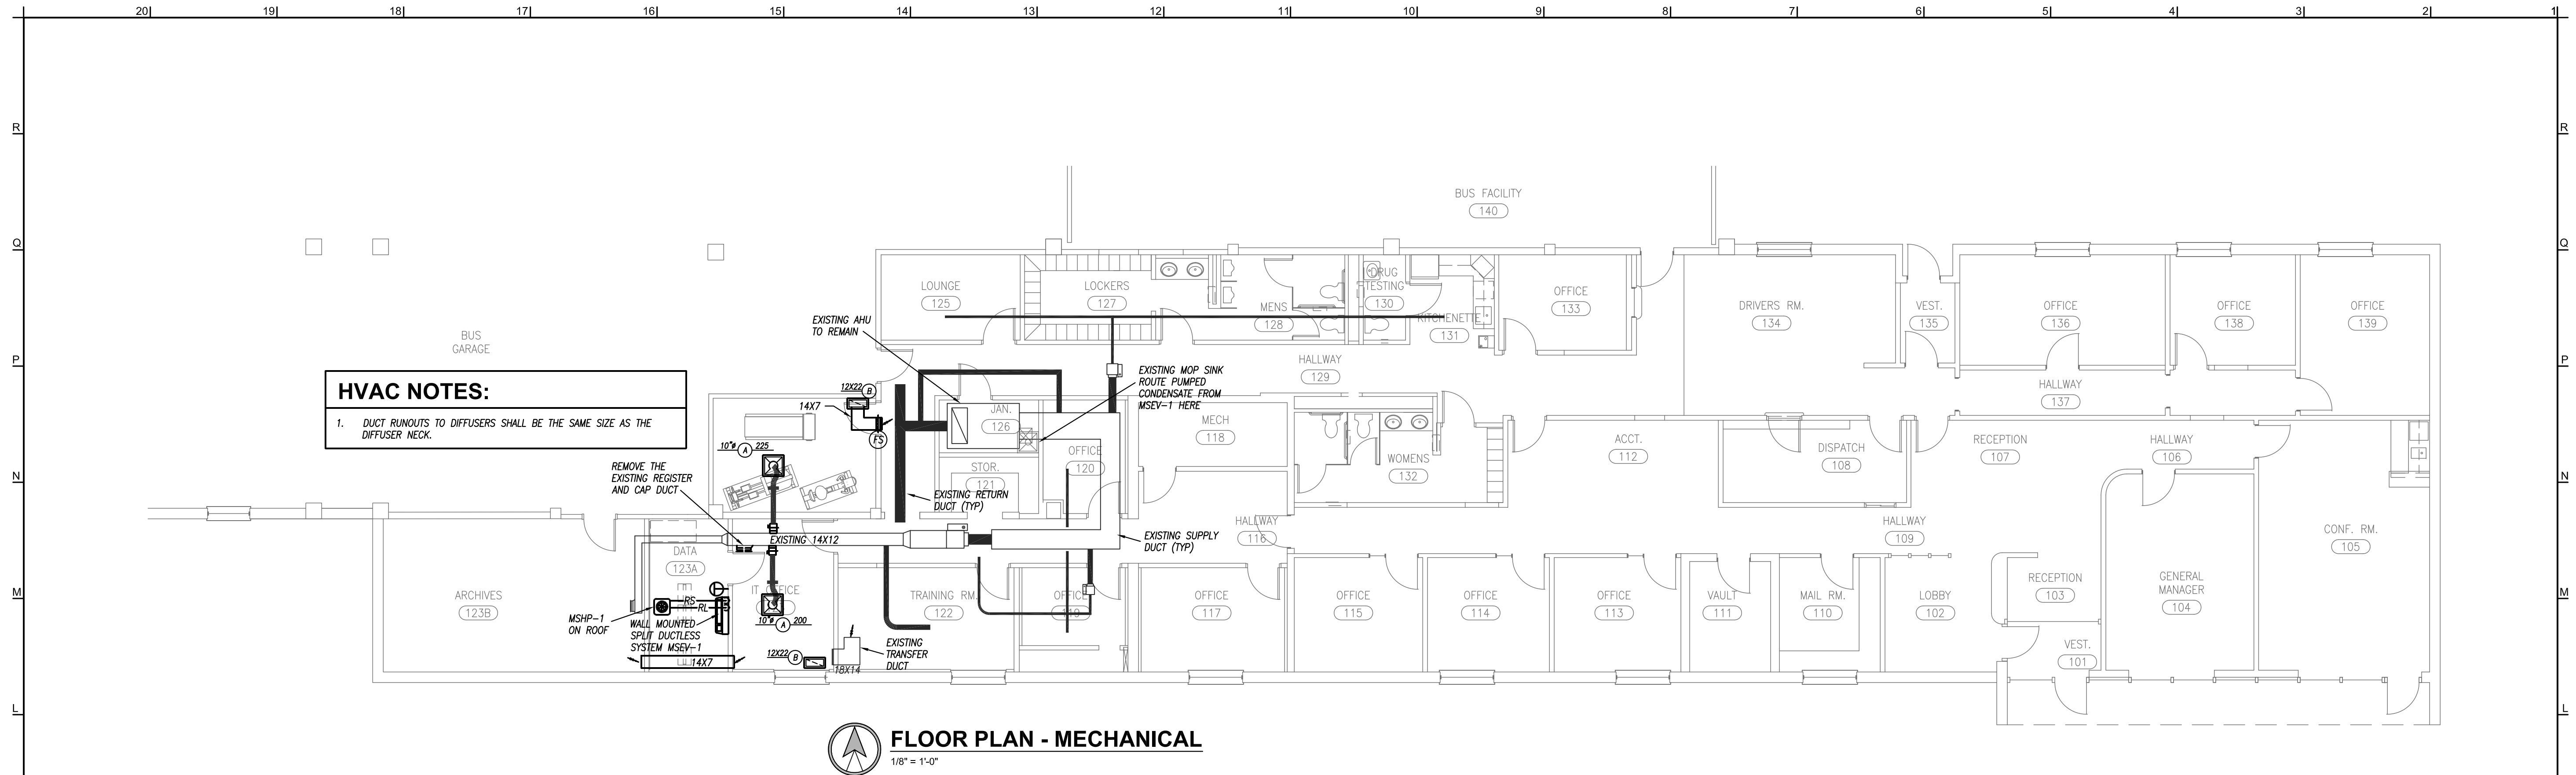 20 19 18 17 16 15 14 13 12 11 10 9 8 7 6 5 4 3 2 1
R
R
BUS FACILITY
140
Q
Q
LOUNGE
125
LOCKERS
127
MENS
128
DRUG
TESTING
130
KITCHENETTE
131
OFFICE
133
DRIVERS RM.
134
VEST.
135
OFFICE
136
OFFICE
138
OFFICE
139
BUS
GARAGE
EXISTING AHU
TO REMAIN
P
P
HALLWAY
129
HALLWAY
137
HVAC NOTES:
1. DUCT RUNOUTS TO DIFFUSERS SHALL BE THE SAME SIZE AS THE
DIFFUSER NECK.
12X22 B
14X7
FS
EXISTING MOP SINK
ROUTE PUMPED
CONDENSATE FROM
MSEV-1 HERE
JAN.
126
MECH
118
10"ø A 225
OFFICE
120
STOR.
121
WOMENS
132
ACCT.
112
DISPATCH
108
RECEPTION
107
HALLWAY
106
REMOVE THE
EXISTING REGISTER
AND CAP DUCT
N
N
EXISTING RETURN
DUCT (TYP)
HALLWAY
116
HALLWAY
109
CONF. RM.
105
EXISTING 14X12
EXISTING SUPPLY
DUCT (TYP)
DATA
123A
IT OFFICE
ARCHIVES
123B
M
M
RS
RL
MSHP-1
ON ROOF
WALL MOUNTED
SPLIT DUCTLESS
SYSTEM MSEV-1
10"ø A 200
TRAINING RM.
122
OFFICE
OFFICE
117
OFFICE
115
OFFICE
114
OFFICE
113
VAULT
111
MAIL RM.
110
LOBBY
102
RECEPTION
103
GENERAL
MANAGER
104
VEST.
101
14X7
12X22 B
18X14
EXISTING
TRANSFER
DUCT
L
L
FLOOR PLAN - MECHANICAL
1/8" = 1'-0"